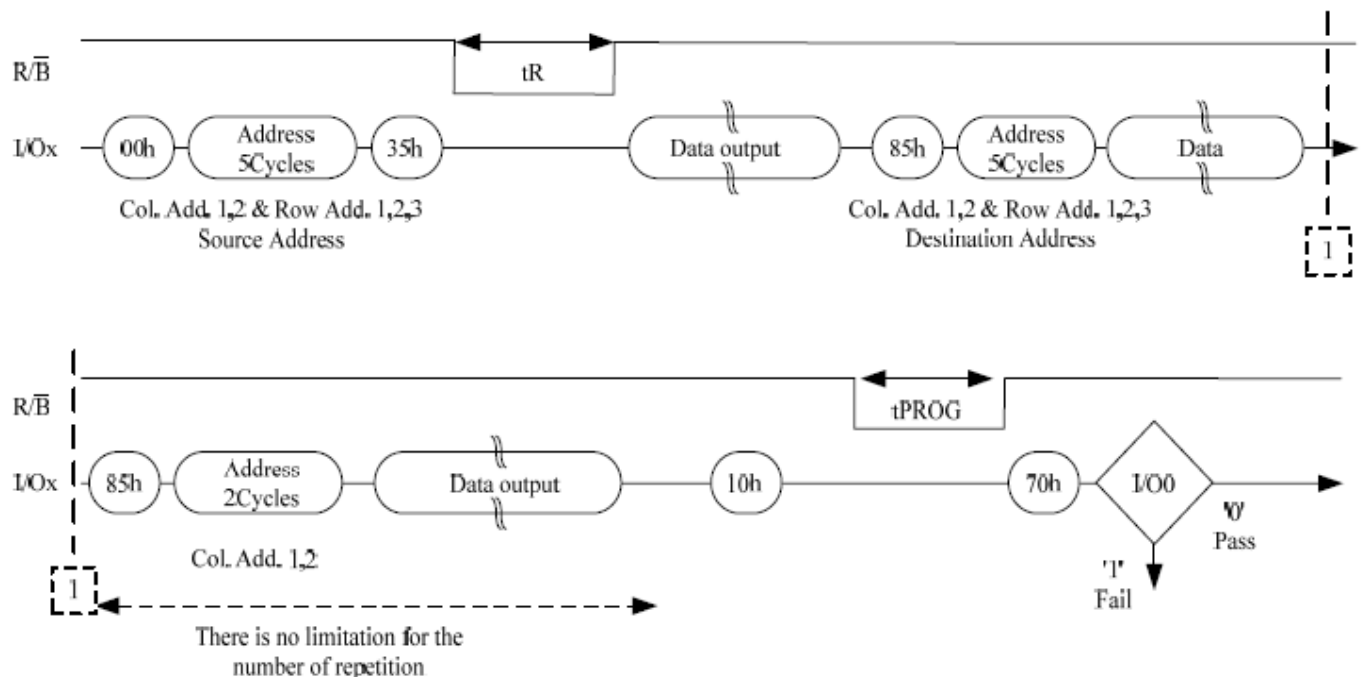 R/B̅
tR
I/Ox
00h
Address
5Cycles
35h
Data output
85h
Address
5Cycles
Data
Col. Add. 1,2 & Row Add. 1,2,3
Source Address
Col. Add. 1,2 & Row Add. 1,2,3
Destination Address
1
R/B̅
tPROG
I/Ox
85h
Address
2Cycles
Data output
10h
70h
I/O0
'0'
Pass
Col. Add. 1,2
1
'1'
Fail
There is no limitation for the
number of repetition